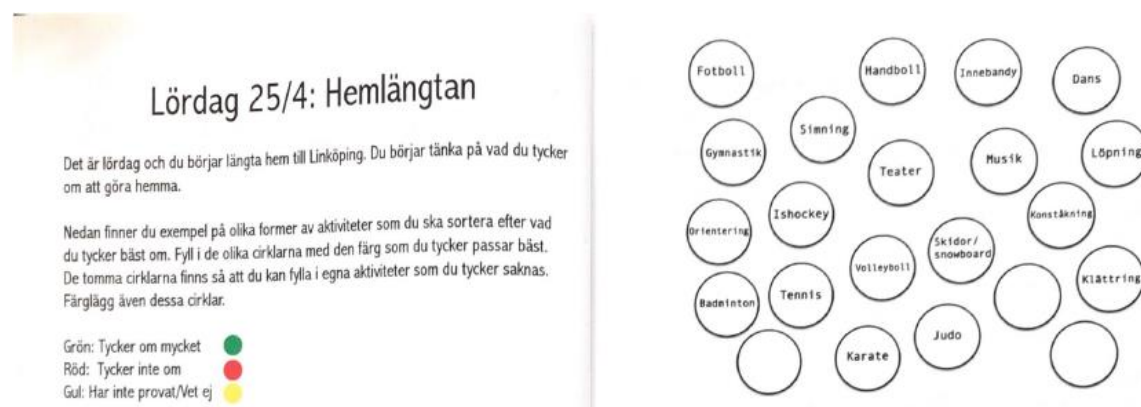 Lördag 25/4: Hemlängtan
Det är lördag och du börjar längta hem till Linköping. Du börjar tänka på vad du tycker
om att göra hemma.
Nedan finner du exempel på olika former av aktiviteter som du ska sortera efter vad
du tycker bäst om. Fyll i de olika cirklarna med den färg som du tycker passar bäst.
De tomma cirklarna finns så att du kan fylla i egna aktiviteter som du tycker saknas.
Färglägg även dessa cirklar.
Grön: Tycker om mycket
Röd: Tycker inte om
Gul: Har inte provat/Vet ej
Fotboll
Handboll
Innebandy
Dans
Simning
Gymnastik
Teater
Musik
Löpning
Orientering
Ishockey
Konståkning
Skidor/
snowboard
Volleyboll
Klättring
Badminton
Tennis
Judo
Karate